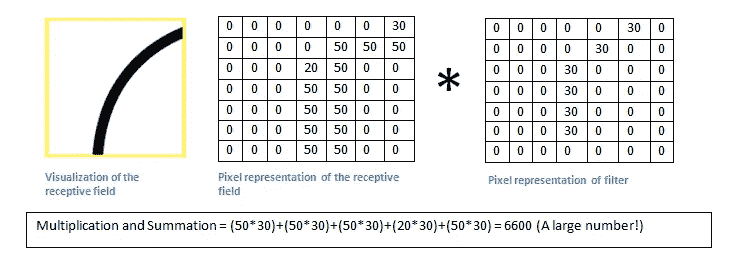 0 0 0 0 0 0 30 0 0 0 0 0 30 0
0 0 0 0 50 50 50 0 0 0 0 30 0 0
0 0 0 20 50 0 0 * 0 0 0 30 0 0 0
0 0 0 50 50 0 0 0 0 0 30 0 0 0
0 0 0 50 50 0 0 0 0 0 30 0 0 0
0 0 0 50 50 0 0 0 0 0 30 0 0 0
0 0 0 50 50 0 0 0 0 0 0 0 0 0
Visualization of the
receptive field
Pixel representation of the receptive
field
Pixel representation of filter
Multiplication and Summation = (50*30)+(50*30)+(50*30)+(20*30)+(50*30) = 6600 (A large number!)